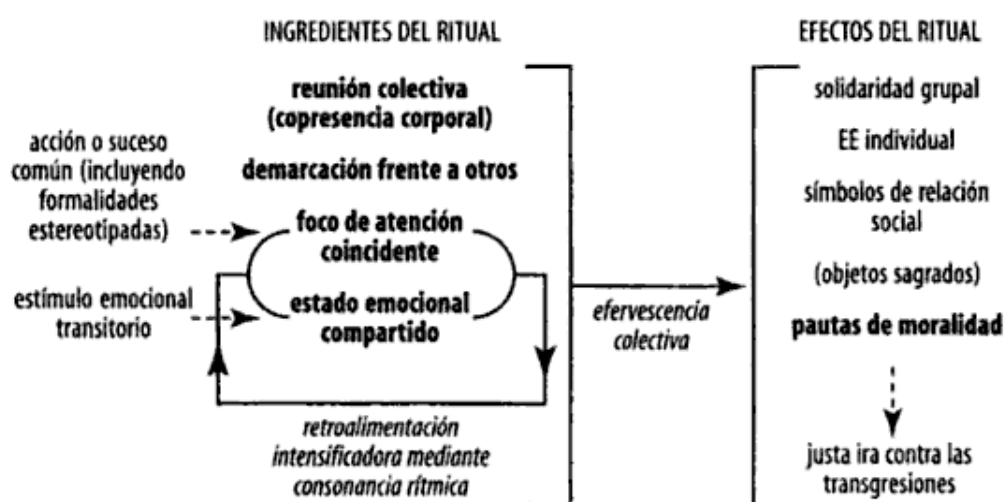 INGREDIENTES DEL RITUAL
reunión colectiva
(copresencia corporal)
demarcación frente a otros
acción o suceso
común (incluyendo
formalidades
estereotipadas)
foco de atención
coincidente
estímulo emocional
transitorio
estado emocional
compartido
retroalimentación
intensificadora mediante
consonancia rítmica
efervescencia
colectiva
EFECTOS DEL RITUAL
solidaridad grupal
EE individual
símbolos de relación
social
(objetos sagrados)
pautas de moralidad
justa ira contra las
transgresiones